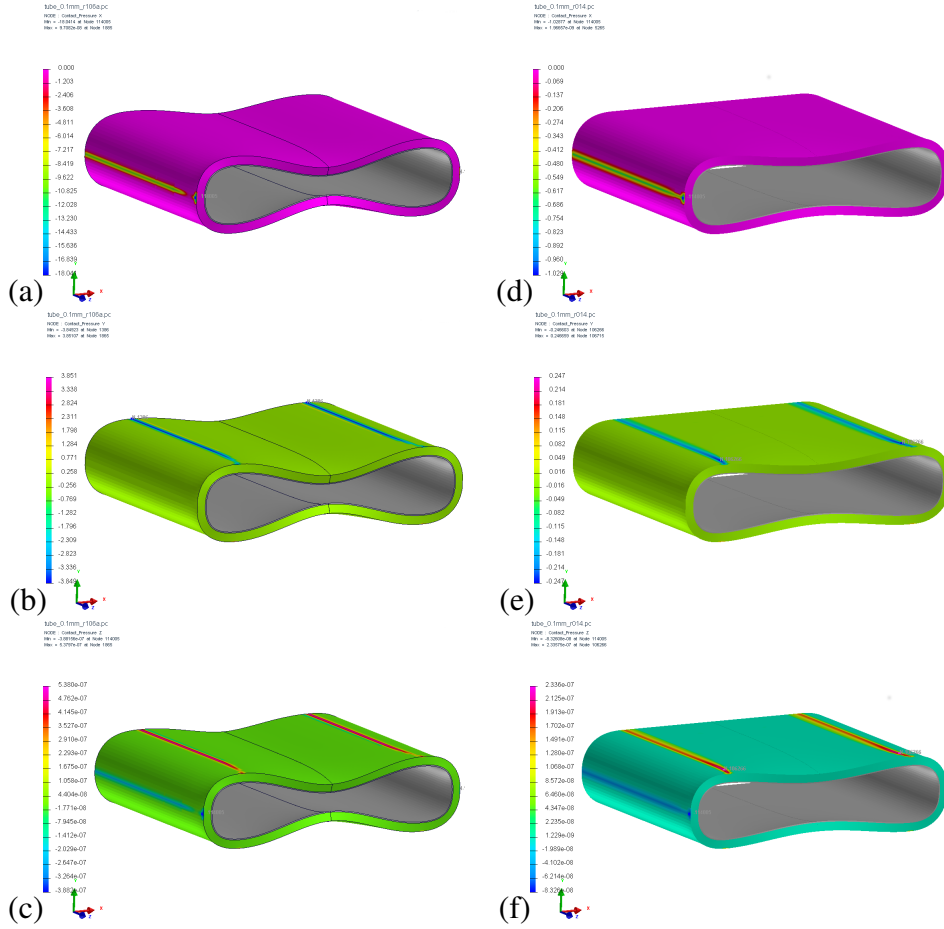 tube_0.1mm_r106a.pc
NODE : Contact_Pressure X
Min = -18.0414 at Node 114005
0.000
-1.203
-2.406
-3.608
-4.811
-6.014
-7.217
-8.419
-9.622
-10.825
-12.028
-13.230
-14.433
-15.636
-16.839
(a)
Y
X
Z
tube_0.1mm_r014.pc
NODE : Contact_Pressure X
Min = -1.02877 at Node 114005
0.000
-0.069
-0.137
-0.206
-0.274
-0.343
-0.412
-0.480
-0.549
-0.617
-0.686
-0.754
-0.823
-0.892
-0.960
(d)
Y
X
Z
tube_0.1mm_r106a.pc
NODE : Contact_Pressure Y
3.851
3.338
2.824
2.311
1.798
1.284
0.771
0.258
-0.256
-0.769
-1.282
-1.796
-2.309
-2.823
-3.336
-3.849
(b)
Y
X
Z
tube_0.1mm_r014.pc
NODE : Contact_Pressure Y
0.247
0.214
0.181
0.148
0.115
0.082
0.049
0.016
-0.016
-0.049
-0.082
-0.115
-0.148
-0.181
-0.214
-0.247
(e)
Y
X
Z
tube_0.1mm_r106a.pc
NODE : Contact_Pressure Z
5.380e-07
4.762e-07
4.145e-07
3.527e-07
2.910e-07
2.293e-07
1.675e-07
1.058e-07
4.404e-08
-1.771e-08
-7.945e-08
-1.412e-07
-2.029e-07
-2.647e-07
-3.264e-07
(c)
Y
X
Z
tube_0.1mm_r014.pc
NODE : Contact_Pressure Z
2.336e-07
2.125e-07
1.913e-07
1.702e-07
1.491e-07
1.280e-07
1.068e-07
8.572e-08
6.460e-08
4.347e-08
2.235e-08
1.229e-09
-1.989e-08
-4.102e-08
-6.214e-08
-8.326e-08
(f)
Y
X
Z